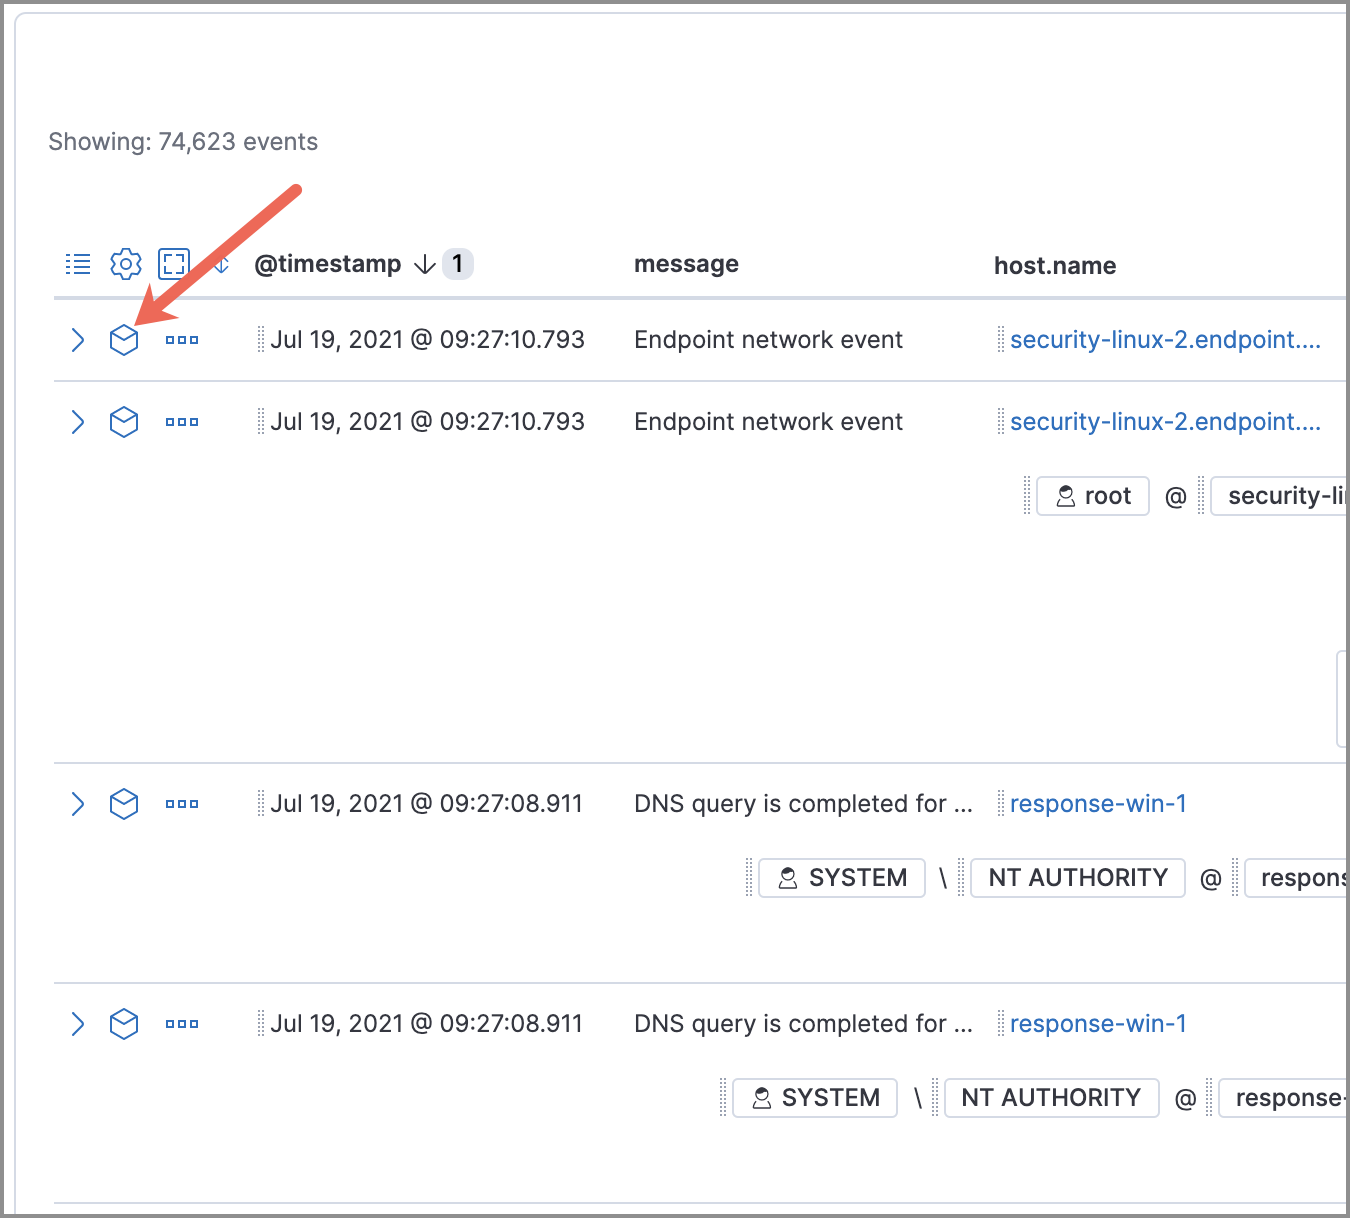 Showing: 74,623 events
@timestamp 1 message host.name
Jul 19, 2021 @ 09:27:10.793 Endpoint network event security-linux-2.endpoint....
Jul 19, 2021 @ 09:27:10.793 Endpoint network event security-linux-2.endpoint....
root @ security-li
Jul 19, 2021 @ 09:27:08.911 DNS query is completed for ... response-win-1
SYSTEM \ NT AUTHORITY @ respons
Jul 19, 2021 @ 09:27:08.911 DNS query is completed for ... response-win-1
SYSTEM \ NT AUTHORITY @ response-